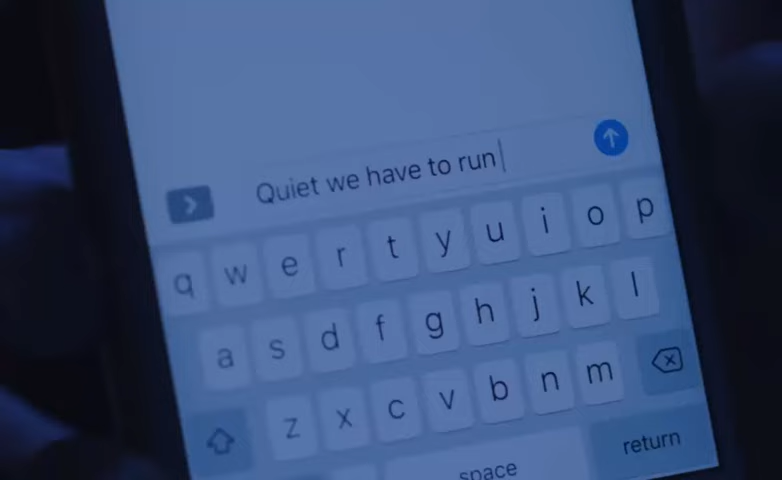 Quiet we have to run
q w e r t y u i o p
a s d f g h j k l
z x c v b n m
space return